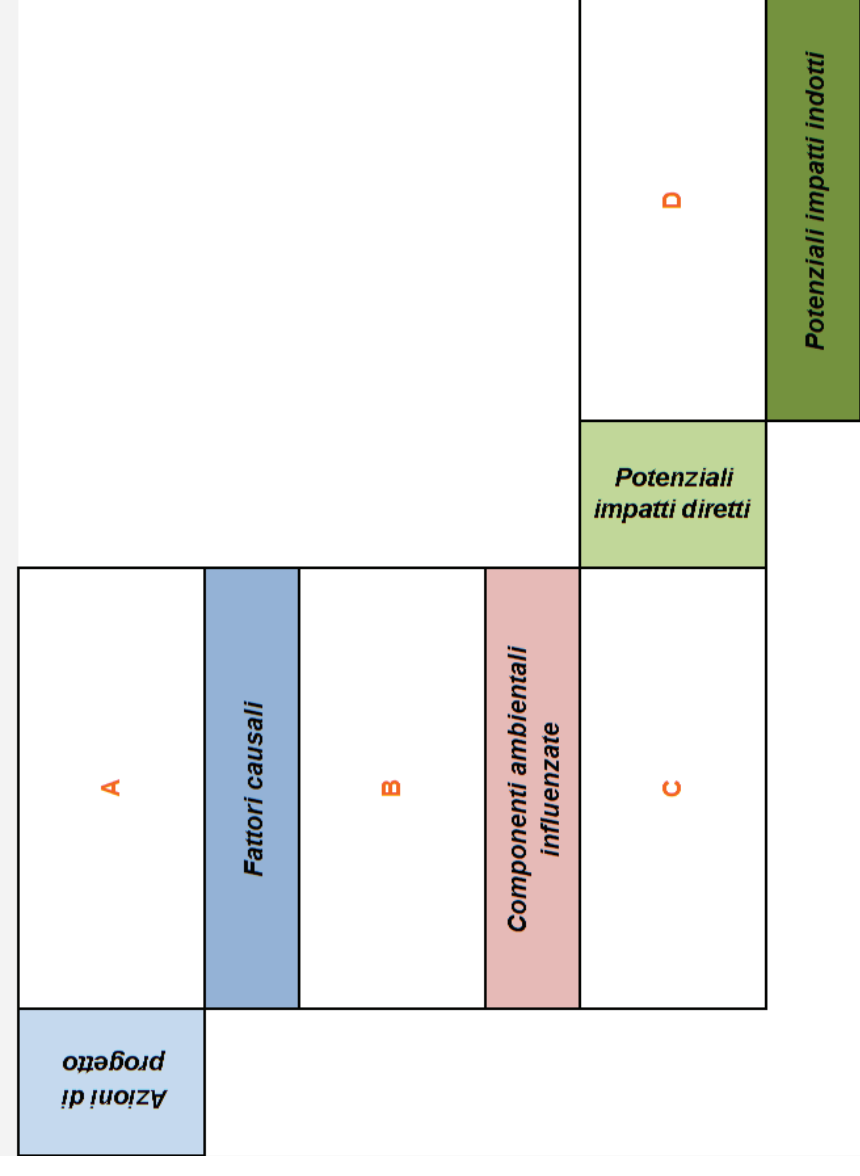 Azioni di
progetto
A
Fattori causali
B
Componenti ambientali
influenzate
C
Potenziali
impatti diretti
D
Potenziali impatti indotti